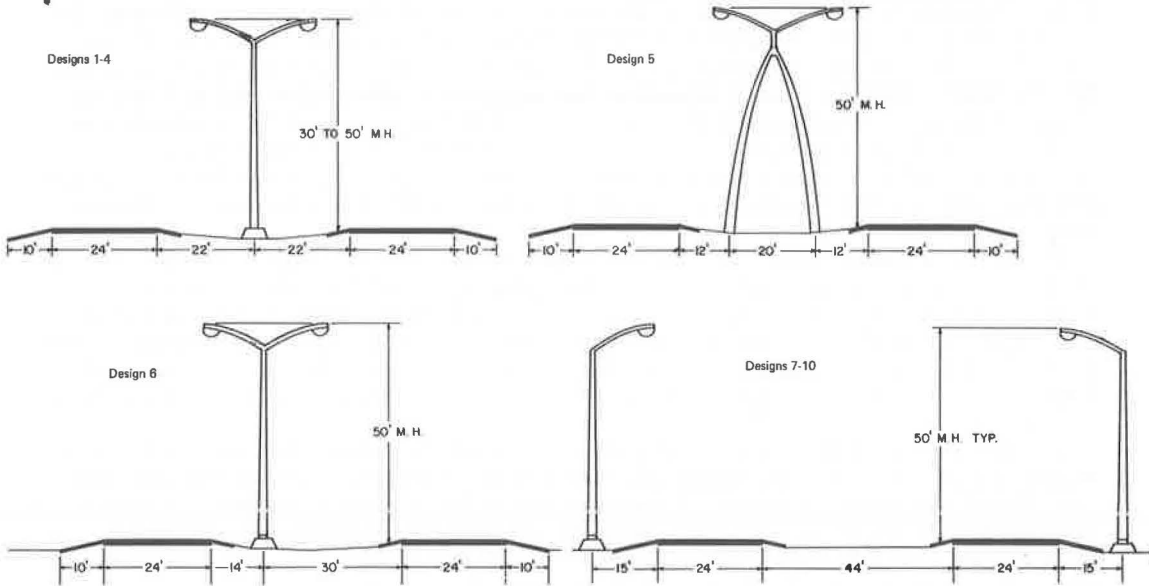 Designs 1-4
30' TO 50' M.H.
10' 24' 22' 22' 24' 10'
Design 5
50' M.H.
10' 24' 12' 20' 12' 24' 10'
Design 6
50' M.H.
10' 24' 14' 30' 24' 10'
Designs 7-10
50' M.H. TYP.
15' 24' 44' 24' 15'